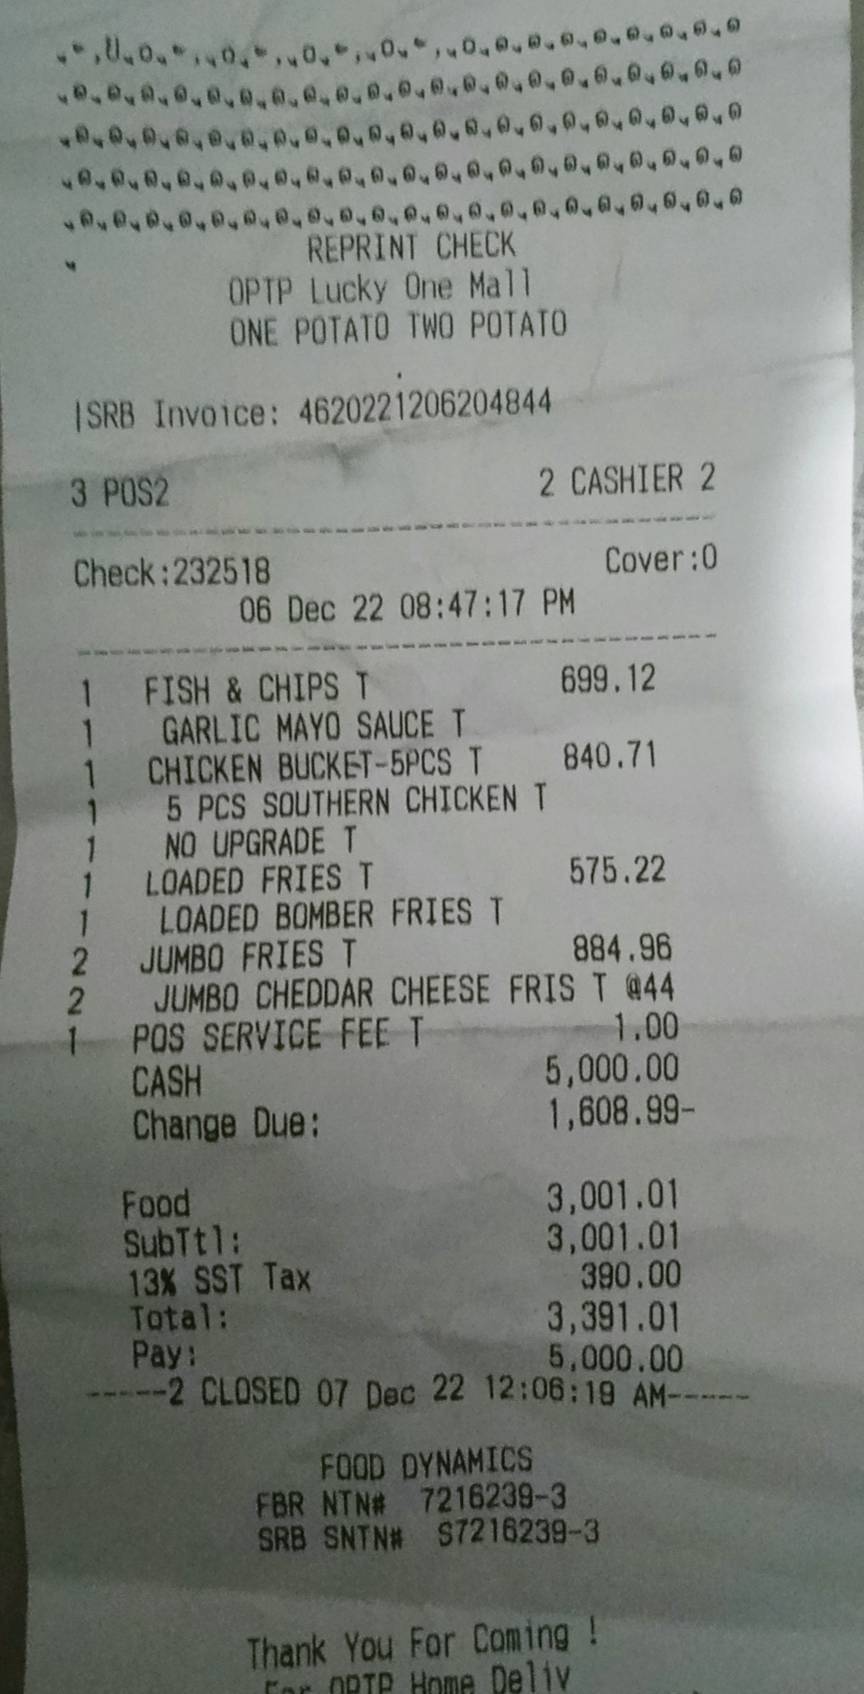 REPRINT CHECK
OPTP Lucky One Mall
ONE POTATO TWO POTATO
|SRB Invoice: 4620221206204844
3 POS2 2 CASHIER 2
Check:232518 Cover:0
06 Dec 22 08:47:17 PM
1 FISH & CHIPS T 699.12
1 GARLIC MAYO SAUCE T
1 CHICKEN BUCKET-5PCS T 840.71
1 5 PCS SOUTHERN CHICKEN T
1 NO UPGRADE T
1 LOADED FRIES T 575.22
1 LOADED BOMBER FRIES T
2 JUMBO FRIES T 884.96
2 JUMBO CHEDDAR CHEESE FRIS T @44
1 POS SERVICE FEE T 1.00
CASH 5,000.00
Change Due: 1,608.99-
Food 3,001.01
SubTtl: 3,001.01
13% SST Tax 390.00
Total: 3,391.01
Pay: 5,000.00
-----2 CLOSED 07 Dec 22 12:06:19 AM-----
FOOD DYNAMICS
FBR NTN# 7216239-3
SRB SNTN# S7216239-3
Thank You For Coming !
For OPTP Home Deliv